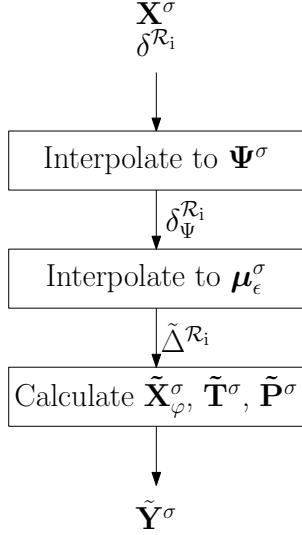 𝐗^σ
δ^{ℛ_i}
Interpolate to 𝚿^σ
δ_Ψ^{ℛ_i}
Interpolate to 𝛍_ϵ^σ
Δ̃^{ℛ_i}
Calculate 𝐗̃_φ^σ, 𝐓̃^σ, 𝐏̃^σ
𝐘̃^σ